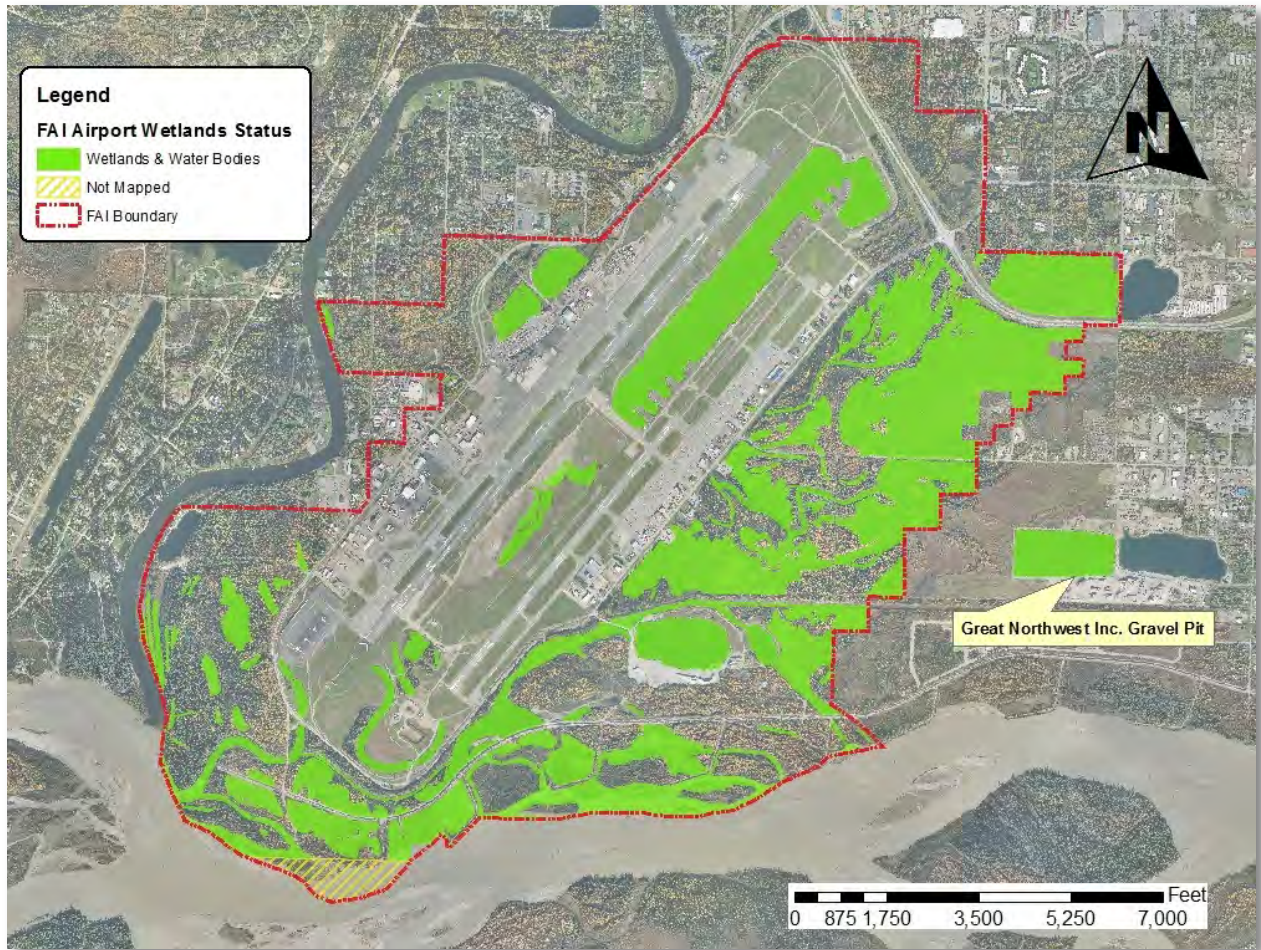 Legend
FAI Airport Wetlands Status
Wetlands & Water Bodies
Not Mapped
FAI Boundary
N
Great Northwest Inc. Gravel Pit
Feet
0 875 1,750 3,500 5,250 7,000